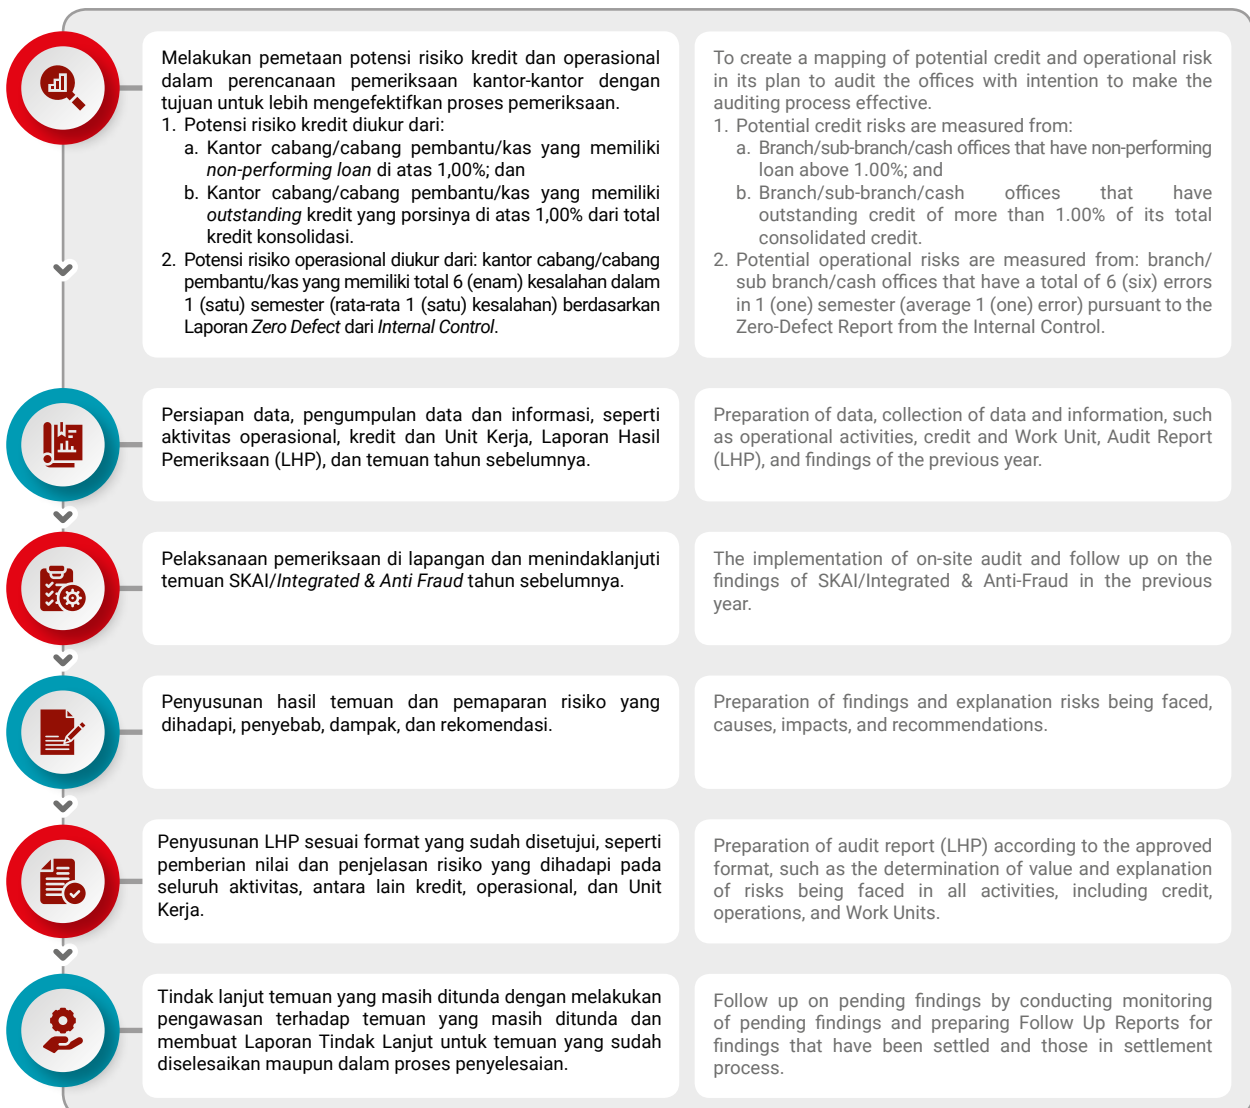 Melakukan pemetaan potensi risiko kredit dan operasional
dalam perencanaan pemeriksaan kantor-kantor dengan
tujuan untuk lebih mengefektifkan proses pemeriksaan.
1. Potensi risiko kredit diukur dari:
a. Kantor cabang/cabang pembantu/kas yang memiliki
non-performing loan di atas 1,00%; dan
b. Kantor cabang/cabang pembantu/kas yang memiliki
outstanding kredit yang porsinya di atas 1,00% dari total
kredit konsolidasi.
2. Potensi risiko operasional diukur dari: kantor cabang/cabang
pembantu/kas yang memiliki total 6 (enam) kesalahan dalam
1 (satu) semester (rata-rata 1 (satu) kesalahan) berdasarkan
Laporan Zero Defect dari Internal Control.
To create a mapping of potential credit and operational risk
in its plan to audit the offices with intention to make the
auditing process effective.
1. Potential credit risks are measured from:
a. Branch/sub-branch/cash offices that have non-performing
loan above 1.00%; and
b. Branch/sub-branch/cash offices that have
outstanding credit of more than 1.00% of its total
consolidated credit.
2. Potential operational risks are measured from: branch/
sub branch/cash offices that have a total of 6 (six) errors
in 1 (one) semester (average 1 (one) error) pursuant to the
Zero-Defect Report from the Internal Control.
Persiapan data, pengumpulan data dan informasi, seperti
aktivitas operasional, kredit dan Unit Kerja, Laporan Hasil
Pemeriksaan (LHP), dan temuan tahun sebelumnya.
Preparation of data, collection of data and information, such
as operational activities, credit and Work Unit, Audit Report
(LHP), and findings of the previous year.
Pelaksanaan pemeriksaan di lapangan dan menindaklanjuti
temuan SKAI/Integrated & Anti Fraud tahun sebelumnya.
The implementation of on-site audit and follow up on the
findings of SKAI/Integrated & Anti-Fraud in the previous
year.
Penyusunan hasil temuan dan pemaparan risiko yang
dihadapi, penyebab, dampak, dan rekomendasi.
Preparation of findings and explanation risks being faced,
causes, impacts, and recommendations.
Penyusunan LHP sesuai format yang sudah disetujui, seperti
pemberian nilai dan penjelasan risiko yang dihadapi pada
seluruh aktivitas, antara lain kredit, operasional, dan Unit
Kerja.
Preparation of audit report (LHP) according to the approved
format, such as the determination of value and explanation
of risks being faced in all activities, including credit,
operations, and Work Units.
Tindak lanjut temuan yang masih ditunda dengan melakukan
pengawasan terhadap temuan yang masih ditunda dan
membuat Laporan Tindak Lanjut untuk temuan yang sudah
diselesaikan maupun dalam proses penyelesaian.
Follow up on pending findings by conducting monitoring
of pending findings and preparing Follow Up Reports for
findings that have been settled and those in settlement
process.